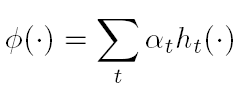 ϕ(·) = ∑_t α_t h_t(·)